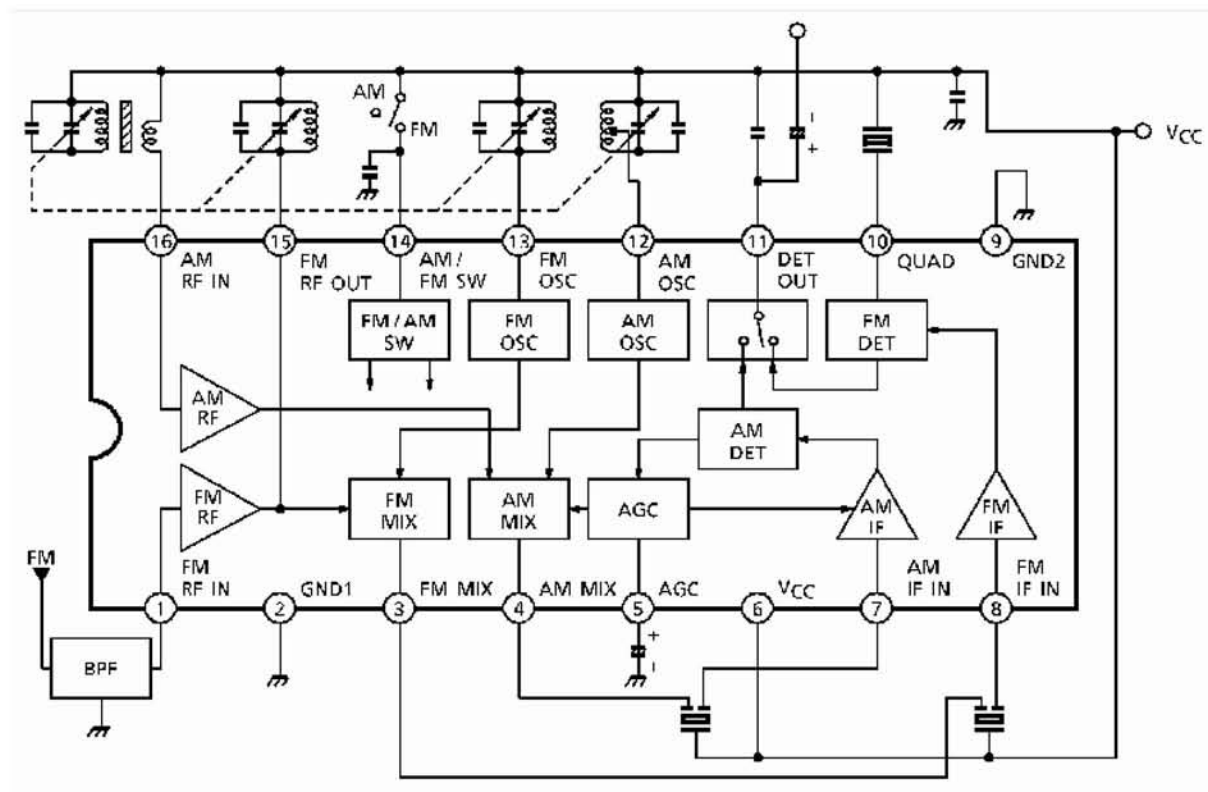 AM
FM
VCC
16
15
14
13
12
11
10
9
AM
RF IN
FM
RF OUT
AM /
FM SW
FM
OSC
AM
OSC
DET
OUT
QUAD
GND2
FM / AM
SW
FM
OSC
AM
OSC
FM
DET
AM
RF
AM
DET
FM
RF
FM
MIX
AM
MIX
AGC
AM
IF
FM
IF
FM
FM
RF IN
GND1
FM MIX
AM MIX
AGC
VCC
AM
IF IN
FM
IF IN
1
2
3
4
5
6
7
8
BPF